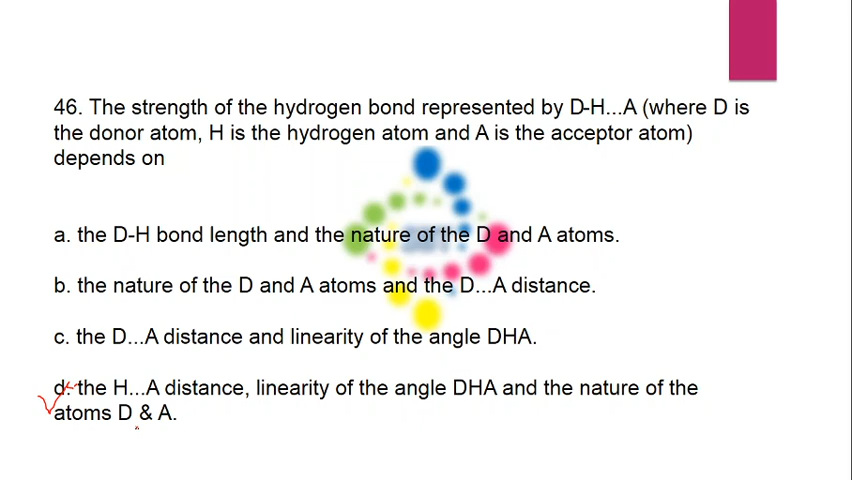 46. The strength of the hydrogen bond represented by D-H...A (where D is
the donor atom, H is the hydrogen atom and A is the acceptor atom)
depends on
a. the D-H bond length and the nature of the D and A atoms.
b. the nature of the D and A atoms and the D...A distance.
c. the D...A distance and linearity of the angle DHA.
d. the H...A distance, linearity of the angle DHA and the nature of the
atoms D & A.